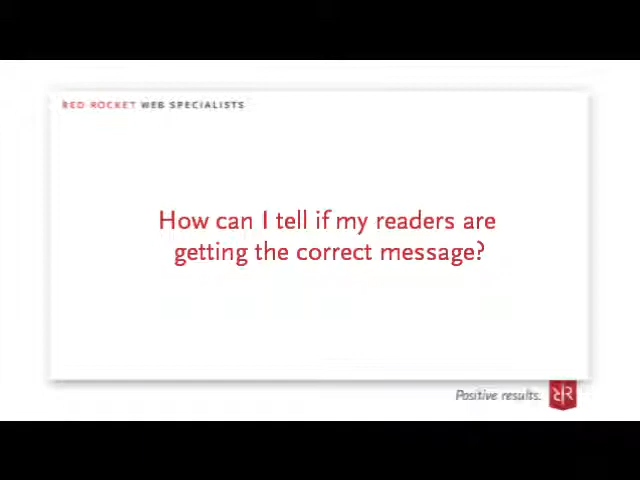 RED ROCKET WEB SPECIALISTS
How can I tell if my readers are
getting the correct message?
Positive results.